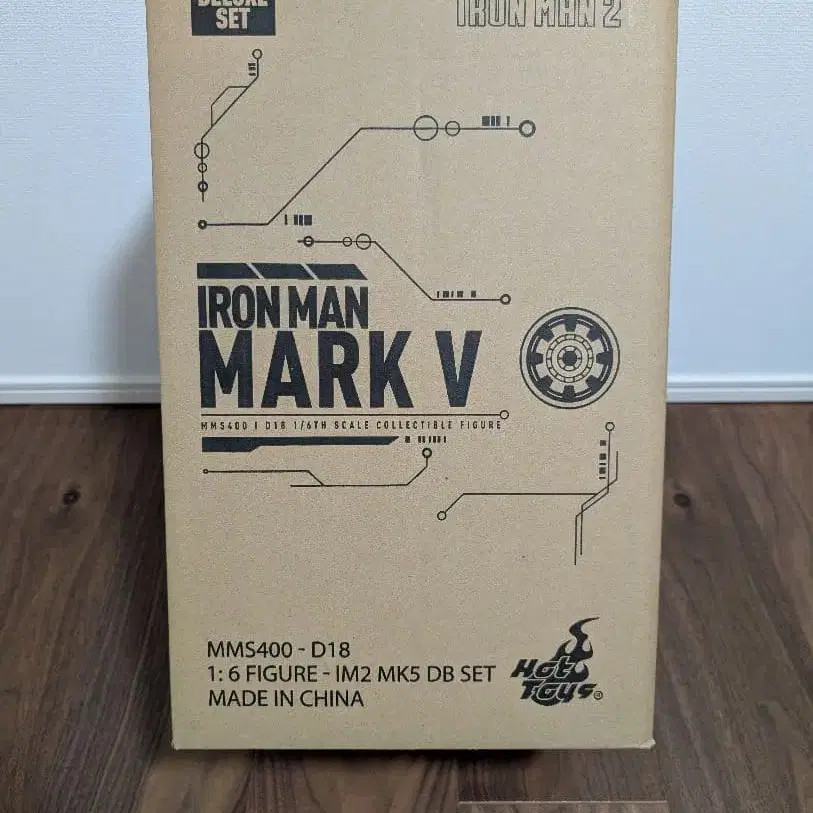 DELUXE
SET
IRON MAN 2
IRON MAN
MARK V
MMS400 | D18 1/6TH SCALE COLLECTIBLE FIGURE
MMS400 - D18
1: 6 FIGURE - IM2 MK5 DB SET
MADE IN CHINA
Hot
Toys®